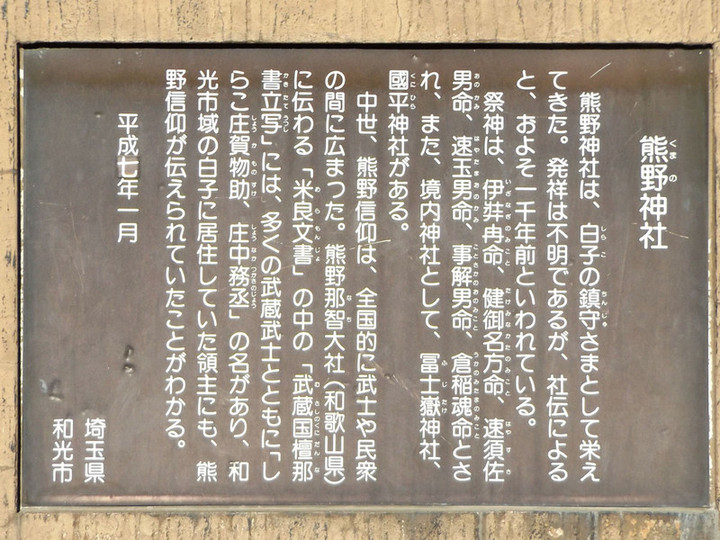 熊野神社
熊野神社は、白子の鎮守さまとして栄え
てきた。発祥は不明であるが、社伝による
と、およそ一千年前といわれている。
祭神は、伊弉冉命、健御名方命、速須佐
男命、速玉男命、事解男命、倉稲魂命とさ
れ、また、境内神社として、冨士嶽神社、
國平神社がある。
中世、熊野信仰は、全国的に武士や民衆
の間に広まった。熊野那智大社（和歌山県）
に伝わる「米良文書」の中の「武蔵国檀那
書立写」には、多くの武蔵武士とともに「し
らこ庄賀物助、庄中務丞」の名があり、和
光市域の白子に居住していた領主にも、熊
野信仰が伝えられていたことがわかる。
平成七年一月
埼玉県
和光市